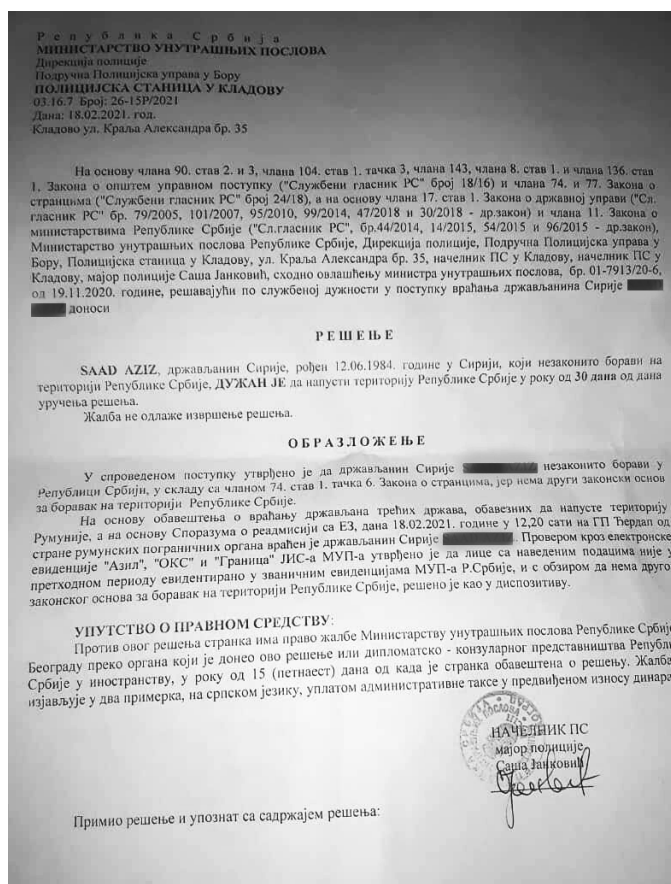 Република Србија
МИНИСТАРСТВО УНУТРАШЊИХ ПОСЛОВА
Дирекција полиције
Подручна Полицијска управа у Бору
ПОЛИЦИЈСКА СТАНИЦА У КЛАДОВУ
03.16.7 Број: 26-15Р/2021
Дана: 18.02.2021. год.
Кладово ул. Краља Александра бр. 35
На основу члана 90. став 2. и 3, члана 104. став 1. тачка 3, члана 143, члана 8. став 1. и члана 136. став
1. Закона о општем управном поступку ("Службени гласник РС" број 18/16) и члана 74. и 77. Закона о
странцима ("Службени гласник РС" број 24/18), а на основу члана 17. став 1. Закона о државној управи ("Сл.
гласник РС" бр. 79/2005, 101/2007, 95/2010, 99/2014, 47/2018 и 30/2018 - др.закон) и члана 11. Закона о
министарствима Републике Србије ("Сл.гласник РС", бр.44/2014, 14/2015, 54/2015 и 96/2015 - др.закон),
Министарство унутрашњих послова Републике Србије, Дирекција полиције, Подручна Полицијска управа у
Бору, Полицијска станица у Кладову, ул. Краља Александра бр. 35, начелник ПС у Кладову, начелник ПС у
Кладову, мајор полиције Саша Јанковић, сходно овлашћењу министра унутрашњих послова, бр. 01-7913/20-6,
од 19.11.2020. године, решавајући по службеној дужности у поступку враћања држављанина Сирије
доноси
РЕШЕЊЕ
SAAD AZIZ, држављанин Сирије, рођен 12.06.1984. године у Сирији, који незаконито борави на
територији Републике Србије, ДУЖАН ЈЕ да напусти територију Републике Србије у року од 30 дана од дана
уручења решења.
Жалба не одлаже извршење решења.
ОБРАЗЛОЖЕЊЕ
У спроведеном поступку утврђено је да држављанин Сирије незаконито борави у
Републици Србији, у складу са чланом 74. став 1. тачка 6. Закона о странцима, јер нема други законски основ
за боравак на територији Републике Србије.
На основу обавештења о враћању држављана трећих држава, обавезних да напусте територију
Румуније, а на основу Споразума о реадмисији са ЕЗ, дана 18.02.2021. године у 12,20 сати на ГП Ђердап од
стране румунских пограничних органа враћен је држављанин Сирије . Провером кроз електронске
евиденције "Азил", "ОКС" и "Граница" ЈИС-а МУП-а утврђено је да лице са наведеним подацима није у
претходном периоду евидентирано у званичним евиденцијама МУП-а Р.Србије, и с обзиром да нема другог
законског основа за боравак на територији Републике Србије, решено је као у диспозитиву.
УПУТСТВО О ПРАВНОМ СРЕДСТВУ:
Против овог решења странка има право жалбе Министарству унутрашњих послова Републике Србије
Београду преко органа који је донео ово решење или дипломатско - конзуларног представништва Републи
Србије у иностранству, у року од 15 (петнаест) дана од када је странка обавештена о решењу. Жалба
изјављује у два примерка, на српском језику, уплатом административне таксе у предвиђеном износу динара
НАЧЕЛНИК ПС
мајор полиције
Саша Јанковић
Примио решење и упознат са садржајем решења: